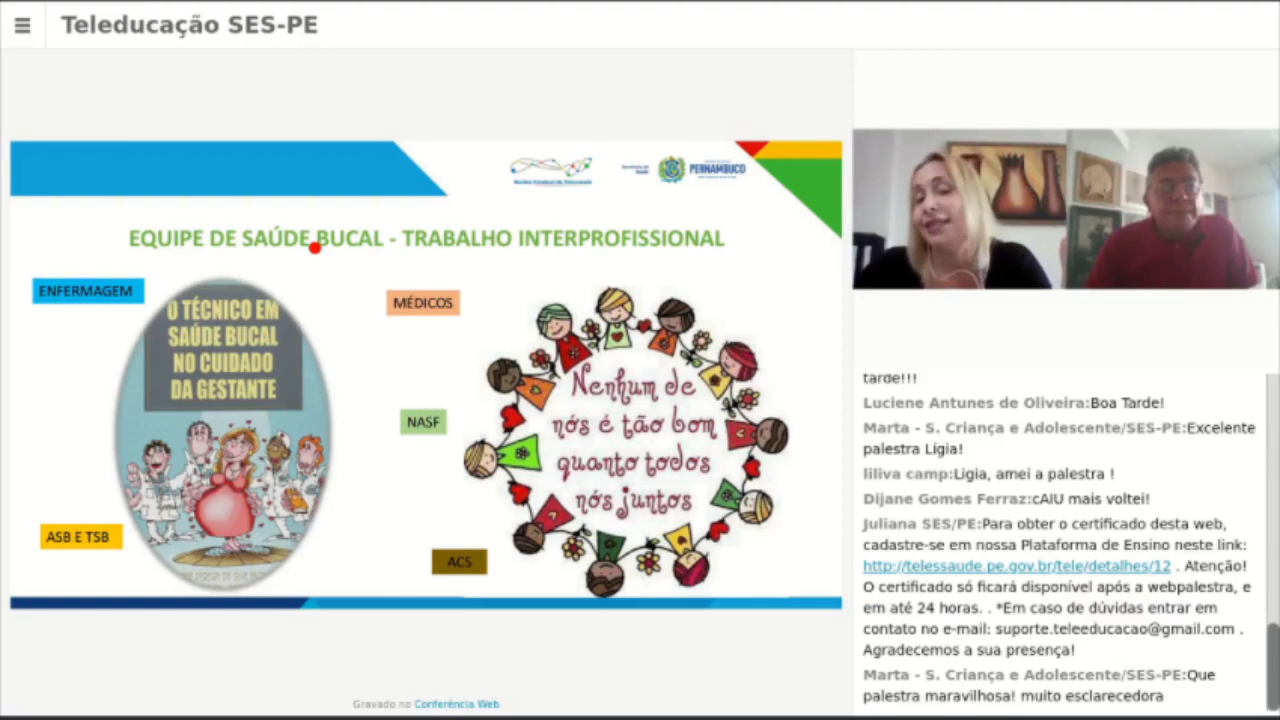 Teleducação SES-PE
Secretaria de
Saúde
PERNAMBUCO
EQUIPE DE SAÚDE BUCAL - TRABALHO INTERPROFISSIONAL
ENFERMAGEM
O TÉCNICO EM
SAÚDE BUCAL
NO CUIDADO
DA GESTANTE
ASB E TSB
MÉDICOS
NASF
ACS
Nenhum de
nós é tão bom
quanto todos
nós juntos
Gravado no Conferência Web
tarde!!!
Luciene Antunes de Oliveira:Boa Tarde!
Marta - S. Criança e Adolescente/SES-PE:Excelente
palestra Lígia!
liliva camp:Ligia, amei a palestra !
Dijane Gomes Ferraz:cAIU mais voltei!
Juliana SES/PE:Para obter o certificado desta web,
cadastre-se em nossa Plataforma de Ensino neste link:
http://telessaude.pe.gov.br/tele/detalhes/12 . Atenção!
O certificado só ficará disponível após a webpalestra, e
em até 24 horas. . *Em caso de dúvidas entrar em
contato no e-mail: suporte.teleeducacao@gmail.com .
Agradecemos a sua presença!
Marta - S. Criança e Adolescente/SES-PE:Que
palestra maravilhosa! muito esclarecedora